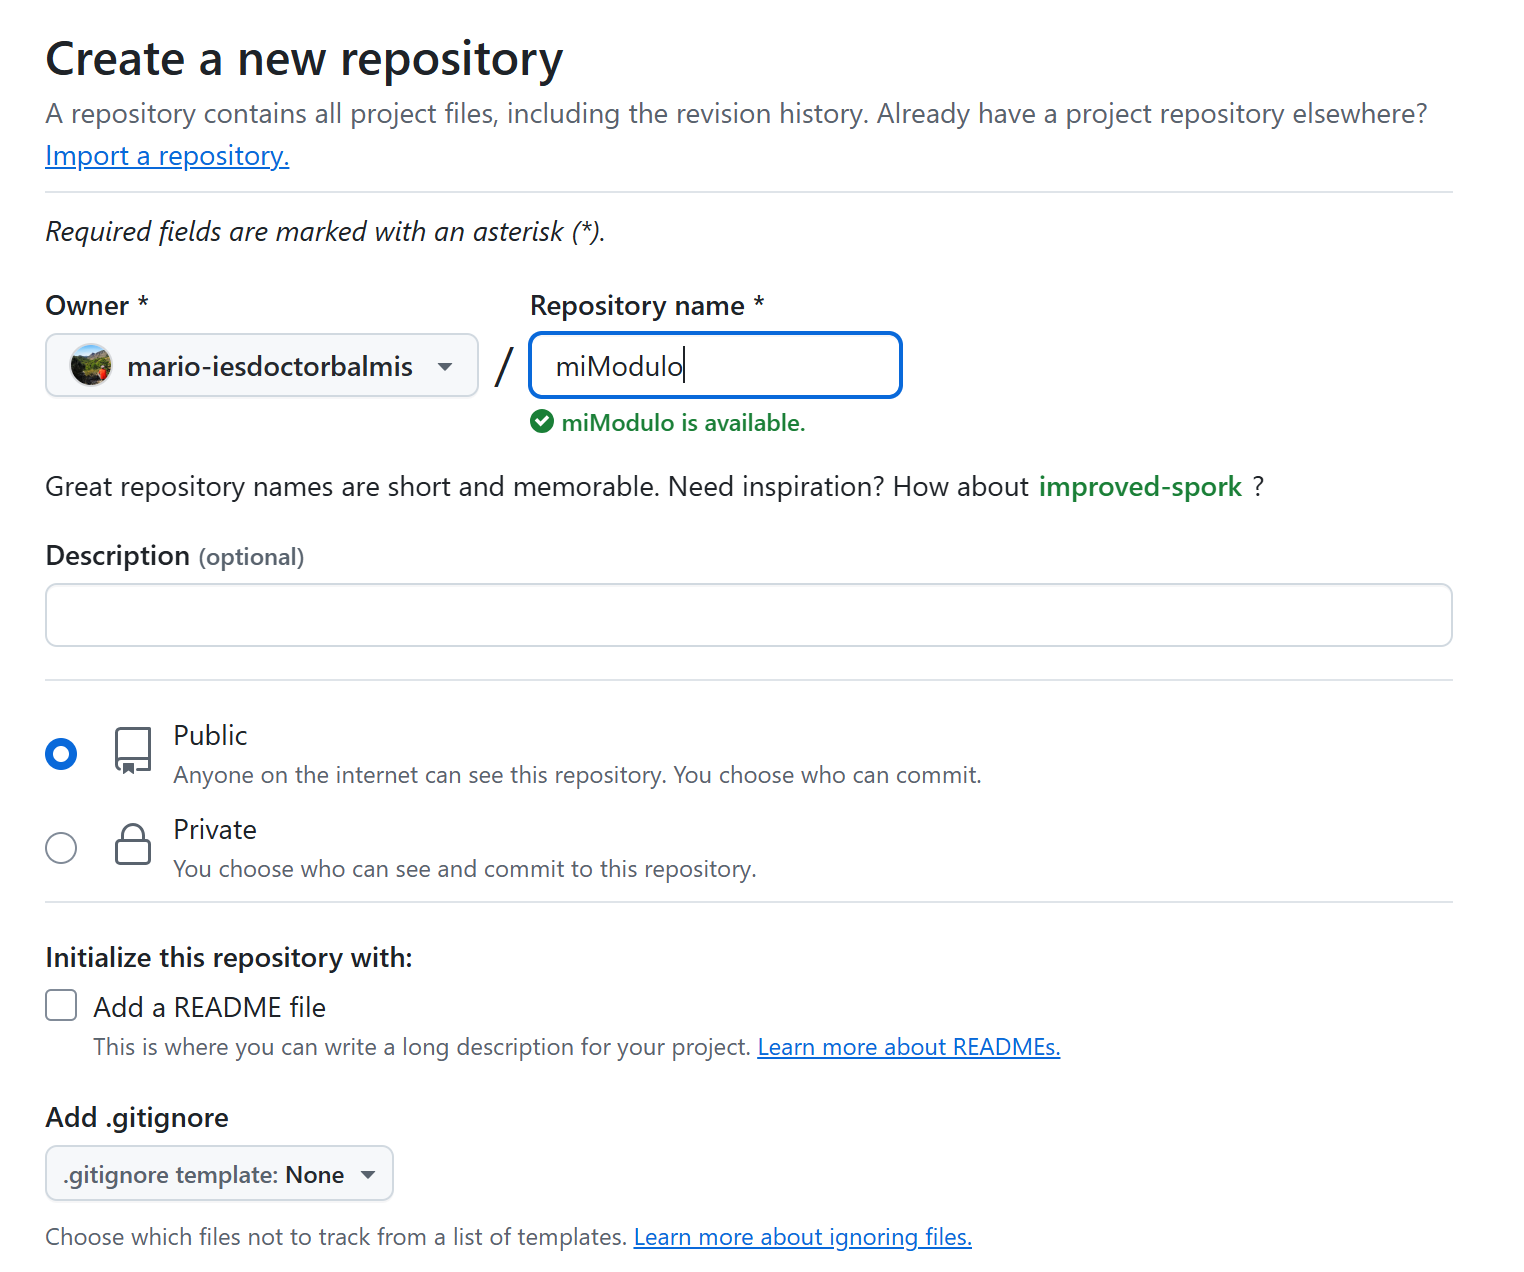 Create a new repository
A repository contains all project files, including the revision history. Already have a project repository elsewhere?
Import a repository.
Required fields are marked with an asterisk (*).
Owner * Repository name *
mario-iesdoctorbalmis / miModulo
miModulo is available.
Great repository names are short and memorable. Need inspiration? How about improved-spork ?
Description (optional)
Public
Anyone on the internet can see this repository. You choose who can commit.
Private
You choose who can see and commit to this repository.
Initialize this repository with:
Add a README file
This is where you can write a long description for your project. Learn more about READMEs.
Add .gitignore
.gitignore template: None
Choose which files not to track from a list of templates. Learn more about ignoring files.